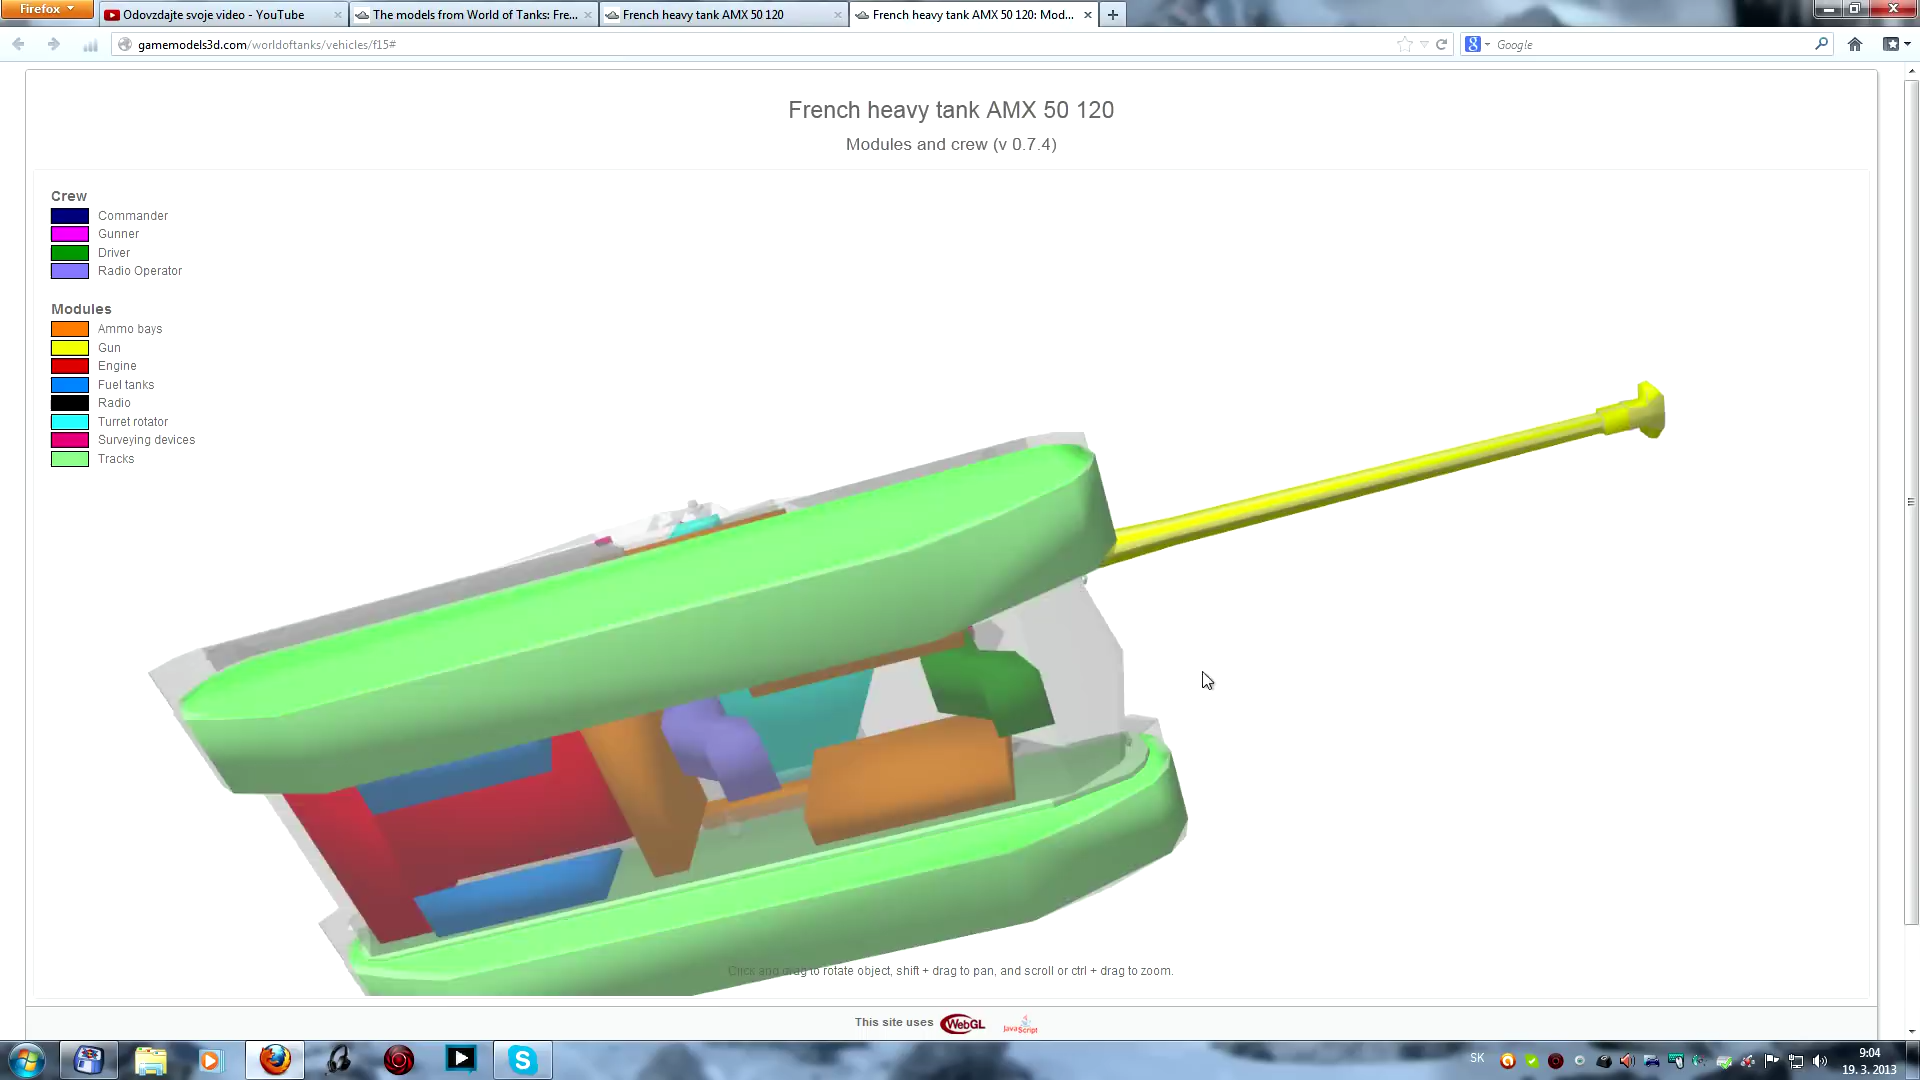 Firefox
Odovzdajte svoje video - YouTube
The models from World of Tanks: Fre...
French heavy tank AMX 50 120
French heavy tank AMX 50 120: Mod...
gamemodels3d.com/worldoftanks/vehicles/f15#
Google
French heavy tank AMX 50 120
Modules and crew (v 0.7.4)
Crew
Commander
Gunner
Driver
Radio Operator
Modules
Ammo bays
Gun
Engine
Fuel tanks
Radio
Turret rotator
Surveying devices
Tracks
Click and drag to rotate object, shift + drag to pan, and scroll or ctrl + drag to zoom.
This site uses
WebGL
JavaScript
SK
9:04
19. 3. 2013